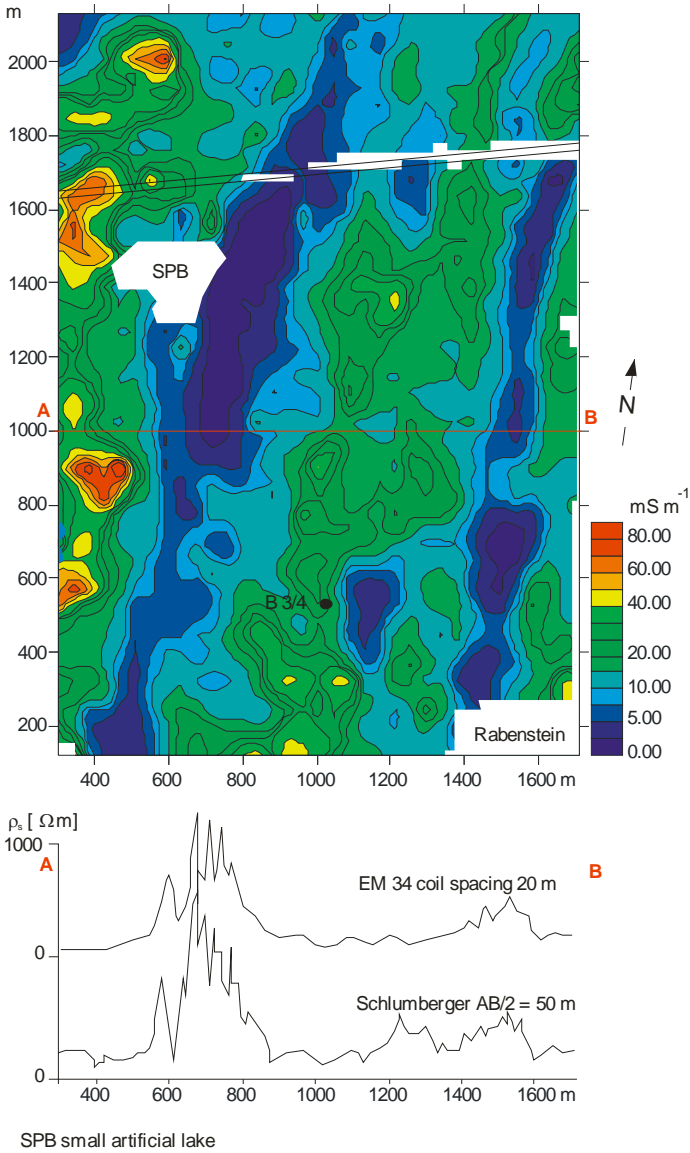 m
2000
1800
1600
1400
SPB
1200
A
B
1000
N
800
mS m⁻¹
80.00
600
B 3/4
60.00
40.00
400
20.00
10.00
200
Rabenstein
5.00
0.00
400 600 800 1000 1200 1400 1600 m
ρs [ Ωm]
1000
A
B
EM 34 coil spacing 20 m
0
Schlumberger AB/2 = 50 m
0
400 600 800 1000 1200 1400 1600 m
SPB small artificial lake